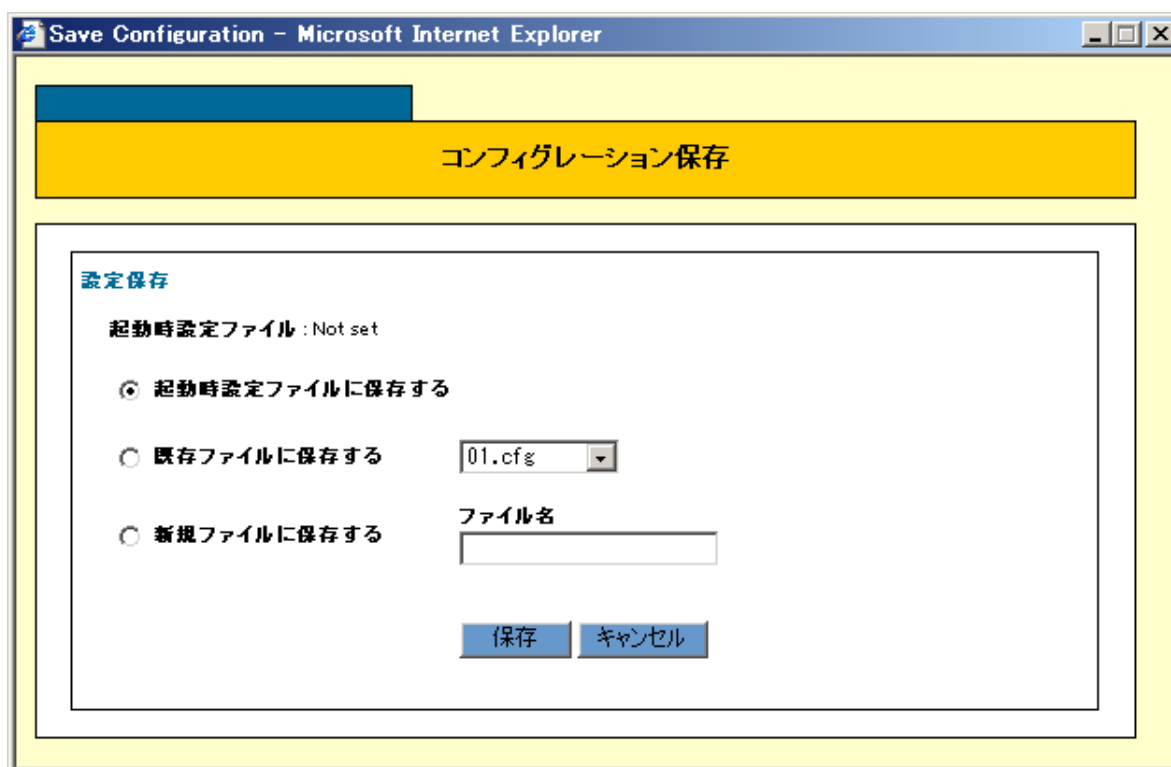 Save Configuration - Microsoft Internet Explorer
コンフィグレーション保存
設定保存
起動時設定ファイル : Not set
起動時設定ファイルに保存する
既存ファイルに保存する 01.cfg
ファイル名
新規ファイルに保存する
保存 キャンセル